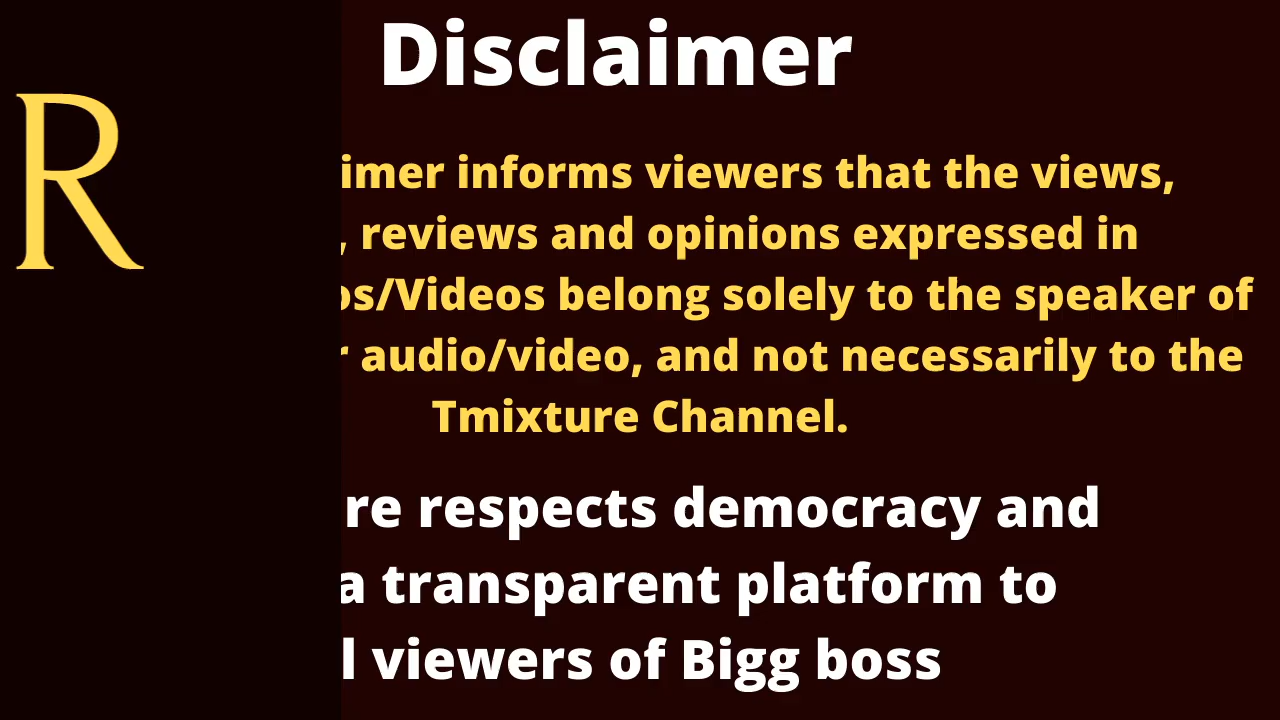 Disclaimer
R
imer informs viewers that the views,
, reviews and opinions expressed in
os/Videos belong solely to the speaker of
r audio/video, and not necessarily to the
Tmixture Channel.
re respects democracy and
a transparent platform to
l viewers of Bigg boss